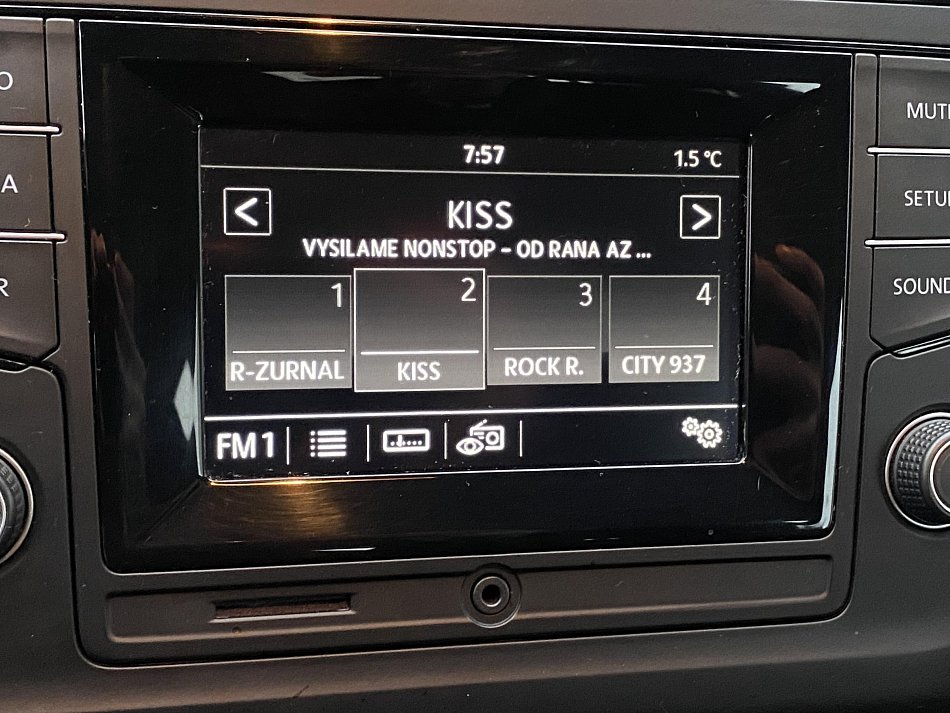 7:57 1.5 °C
< KISS >
VYSILAME NONSTOP - OD RANA AZ ...
1 2 3 4
R-ZURNAL KISS ROCK R. CITY 937
FM1
MUTE
SETUP
SOUND